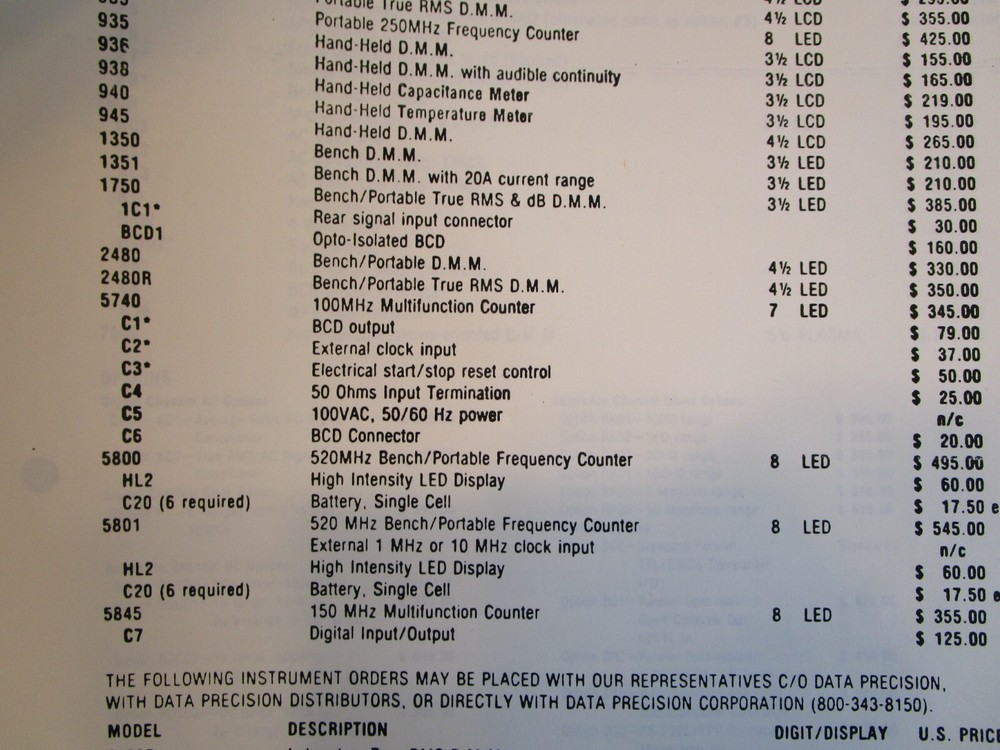 Portable True RMS D.M.M. 4½ LCD $ 355.00
Portable 250MHz Frequency Counter 8 LED $ 425.00
935 Hand-Held D.M.M. 3½ LCD $ 155.00
936 Hand-Held D.M.M. with audible continuity 3½ LCD $ 165.00
938 Hand-Held Capacitance Meter 3½ LCD $ 219.00
940 Hand-Held Temperature Meter 3½ LCD $ 195.00
945 Hand-Held D.M.M. 4½ LCD $ 265.00
1350 Bench D.M.M. 3½ LED $ 210.00
1351 Bench D.M.M. with 20A current range 3½ LED $ 210.00
1750 Bench/Portable True RMS & dB D.M.M. 3½ LED $ 385.00
1C1* Rear signal input connector $ 30.00
BCD1 Opto-Isolated BCD $ 160.00
2480 Bench/Portable D.M.M. 4½ LED $ 330.00
2480R Bench/Portable True RMS D.M.M. 4½ LED $ 350.00
5740 100MHz Multifunction Counter 7 LED $ 345.00
C1* BCD output $ 79.00
C2* External clock input $ 37.00
C3* Electrical start/stop reset control $ 50.00
C4 50 Ohms Input Termination $ 25.00
C5 100VAC, 50/60 Hz power n/c
C6 BCD Connector $ 20.00
5800 520MHz Bench/Portable Frequency Counter 8 LED $ 495.00
HL2 High Intensity LED Display $ 60.00
C20 (6 required) Battery, Single Cell $ 17.50 e
5801 520 MHz Bench/Portable Frequency Counter 8 LED $ 545.00
External 1 MHz or 10 MHz clock input n/c
HL2 High Intensity LED Display $ 60.00
C20 (6 required) Battery, Single Cell $ 17.50 e
5845 150 MHz Multifunction Counter 8 LED $ 355.00
C7 Digital Input/Output $ 125.00
THE FOLLOWING INSTRUMENT ORDERS MAY BE PLACED WITH OUR REPRESENTATIVES C/O DATA PRECISION,
WITH DATA PRECISION DISTRIBUTORS, OR DIRECTLY WITH DATA PRECISION CORPORATION (800-343-8150).
MODEL DESCRIPTION DIGIT/DISPLAY U.S. PRIC